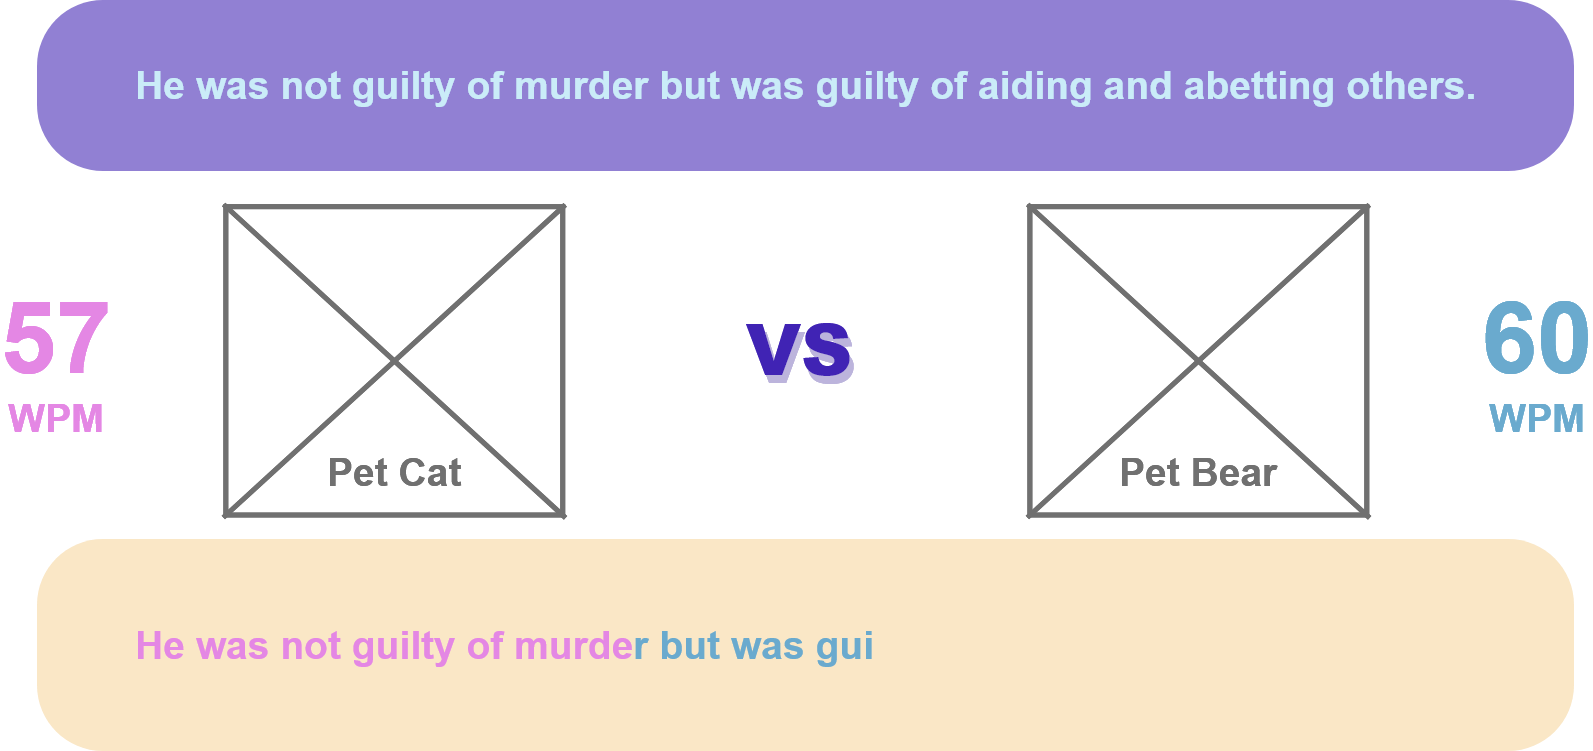 He was not guilty of murder but was guilty of aiding and abetting others.
57
WPM
Pet Cat
vs
Pet Bear
60
WPM
He was not guilty of murder but was gui